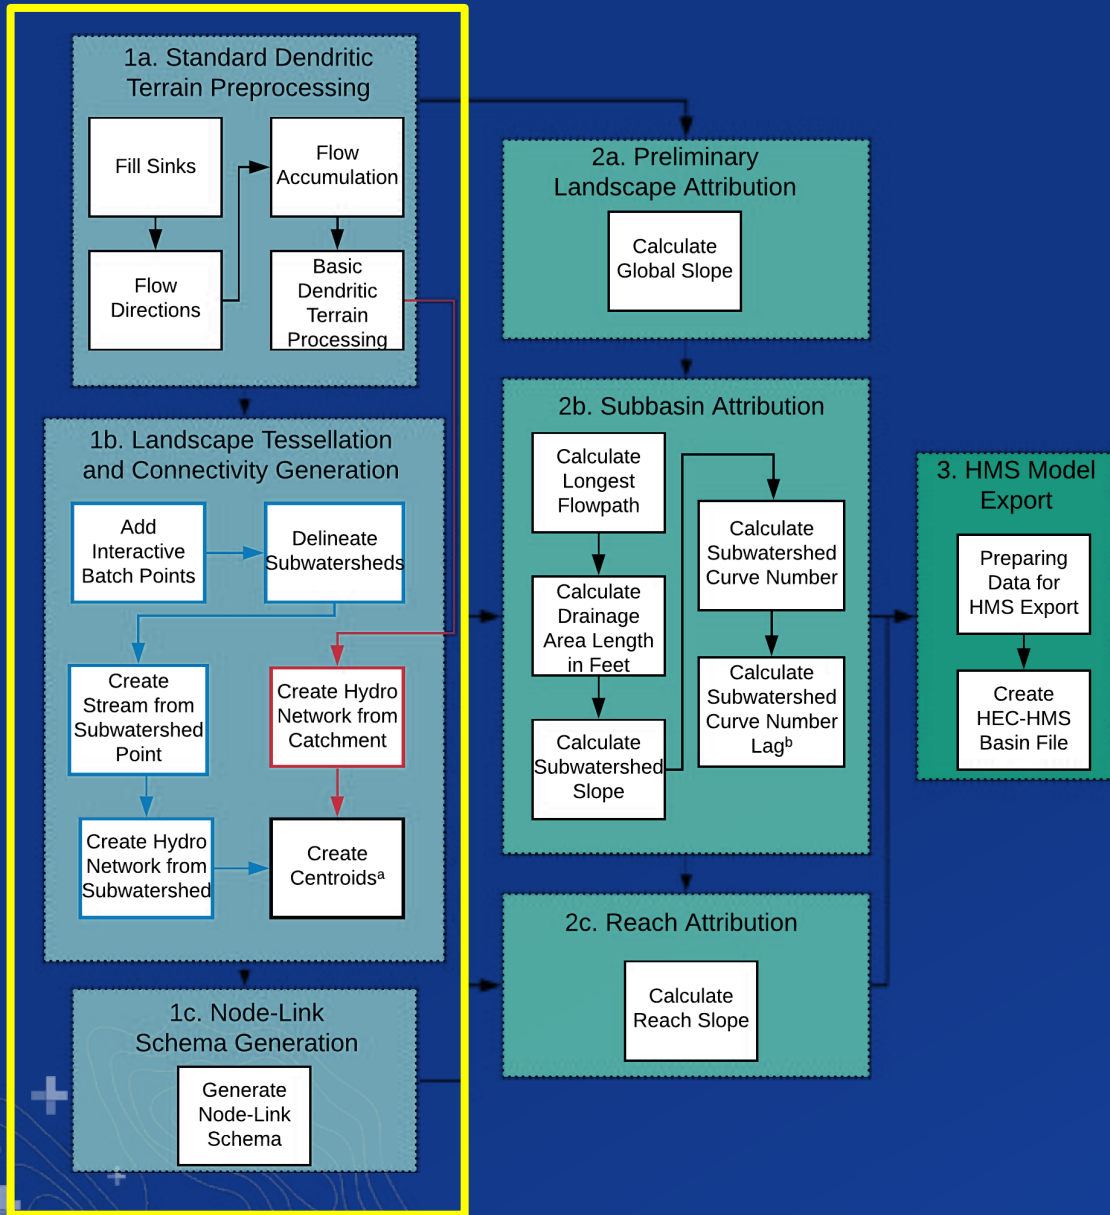 1a. Standard Dendritic
Terrain Preprocessing
Fill Sinks
Flow
Directions
Flow
Accumulation
Basic
Dendritic
Terrain
Processing
1b. Landscape Tessellation
and Connectivity Generation
Add
Interactive
Batch Points
Delineate
Subwatersheds
Create
Stream from
Subwatershed
Point
Create Hydro
Network from
Subwatershed
Create Hydro
Network from
Catchment
Create
Centroidsᵃ
1c. Node-Link
Schema Generation
Generate
Node-Link
Schema
2a. Preliminary
Landscape Attribution
Calculate
Global Slope
2b. Subbasin Attribution
Calculate
Longest
Flowpath
Calculate
Drainage
Area Length
in Feet
Calculate
Subwatershed
Slope
Calculate
Subwatershed
Curve Number
Calculate
Subwatershed
Curve Number
Lagᵇ
2c. Reach Attribution
Calculate
Reach Slope
3. HMS Model
Export
Preparing
Data for
HMS Export
Create
HEC-HMS
Basin File